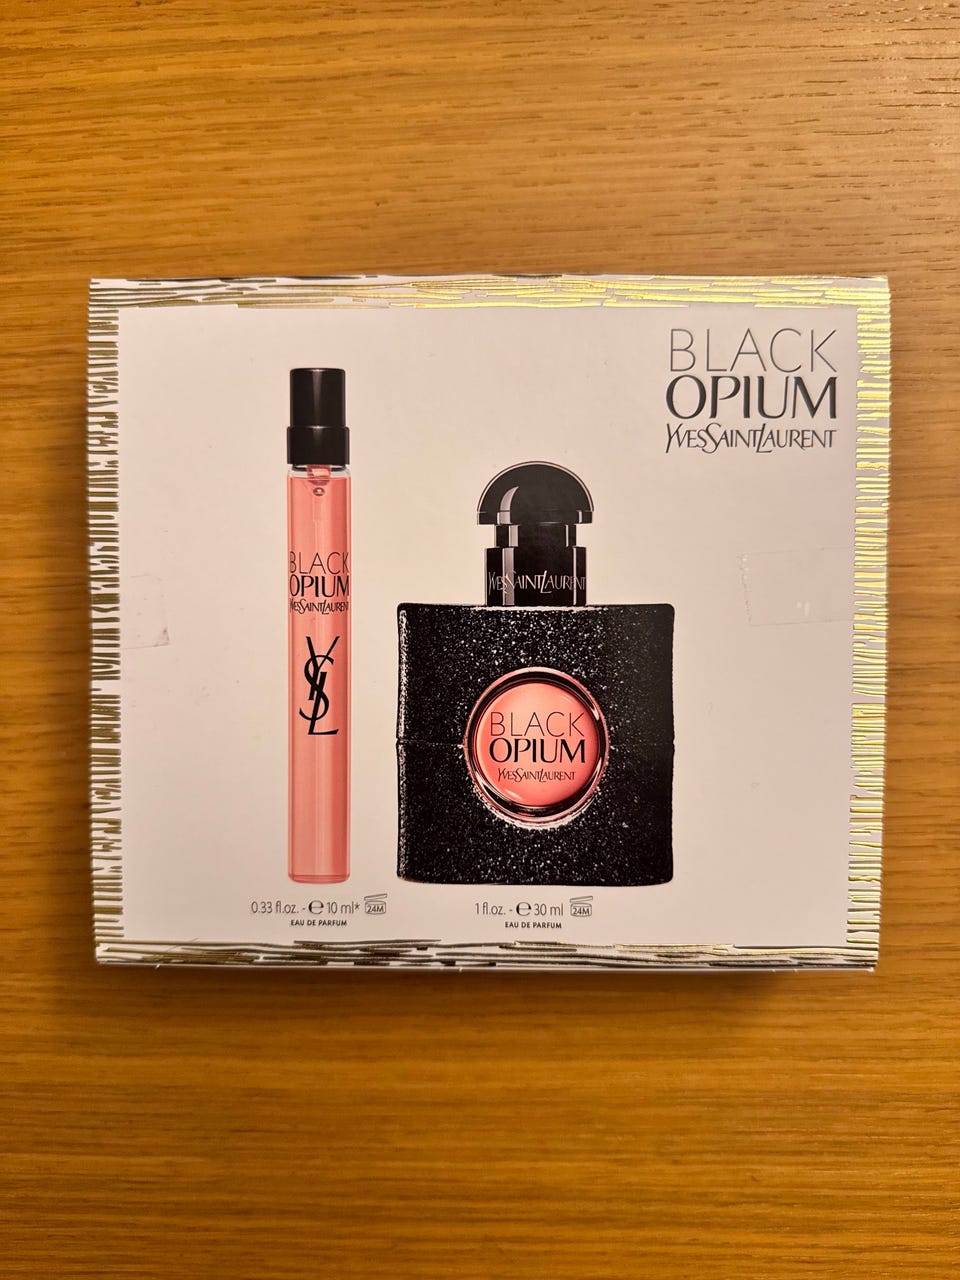 BLACK
OPIUM
YVESSAINTLAURENT
BLACK
OPIUM
YVESSAINTLAURENT
YSL
YVESSAINTLAURENT
BLACK
OPIUM
YVESSAINTLAURENT
0.33 fl.oz. - ℮ 10 ml* 24M
EAU DE PARFUM
1 fl.oz. - ℮ 30 ml 24M
EAU DE PARFUM